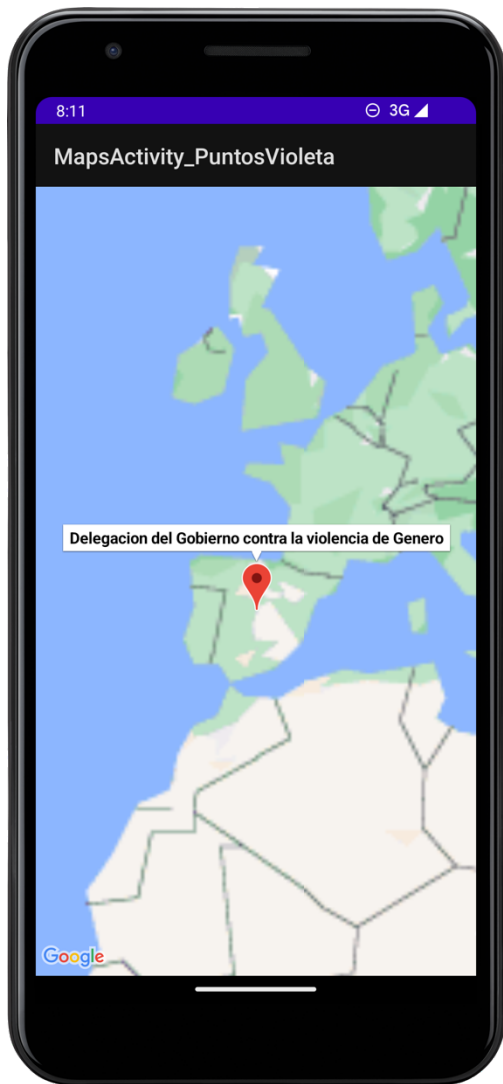 8:11 3G
MapsActivity_PuntosVioleta
Delegacion del Gobierno contra la violencia de Genero
Google